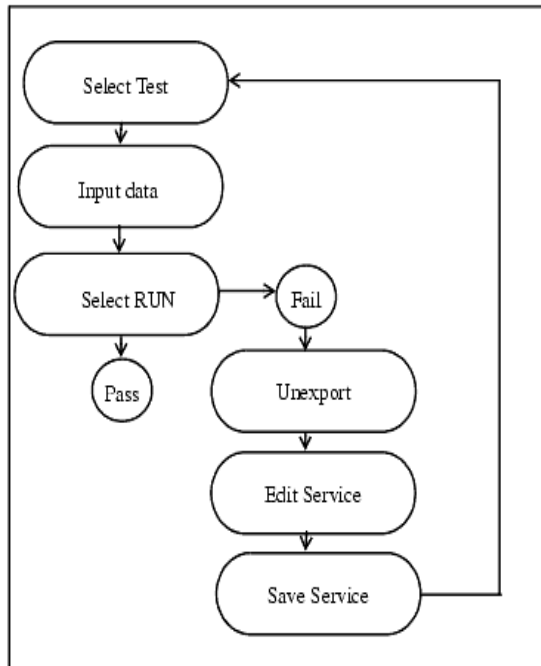 Select Test
Input data
Select RUN
Fail
Pass
Unexport
Edit Service
Save Service